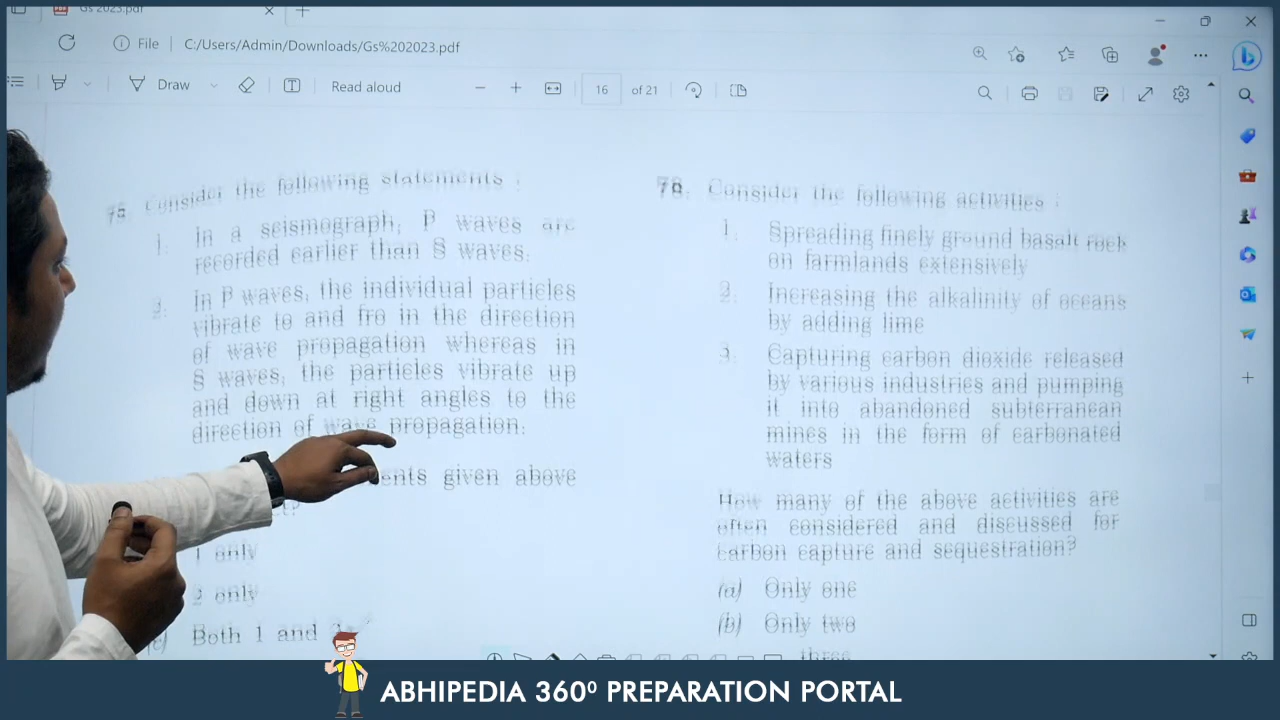 Gs 2023.pdf
File C:/Users/Admin/Downloads/Gs%202023.pdf
Draw Read aloud 16 of 21
Consider the following statements :
1. In a seismograph, P waves are
recorded earlier than S waves.
2. In P waves, the individual particles
vibrate to and fro in the direction
of wave propagation whereas in
S waves, the particles vibrate up
and down at right angles to the
direction of wave propagation.
ents given above
1 only
2 only
(c) Both 1 and
78. Consider the following activities :
1. Spreading finely ground basalt rock
on farmlands extensively
2. Increasing the alkalinity of oceans
by adding lime
3. Capturing carbon dioxide released
by various industries and pumping
it into abandoned subterranean
mines in the form of carbonated
waters
How many of the above activities are
often considered and discussed for
carbon capture and sequestration?
(a) Only one
(b) Only two
three
ABHIPEDIA 360⁰ PREPARATION PORTAL